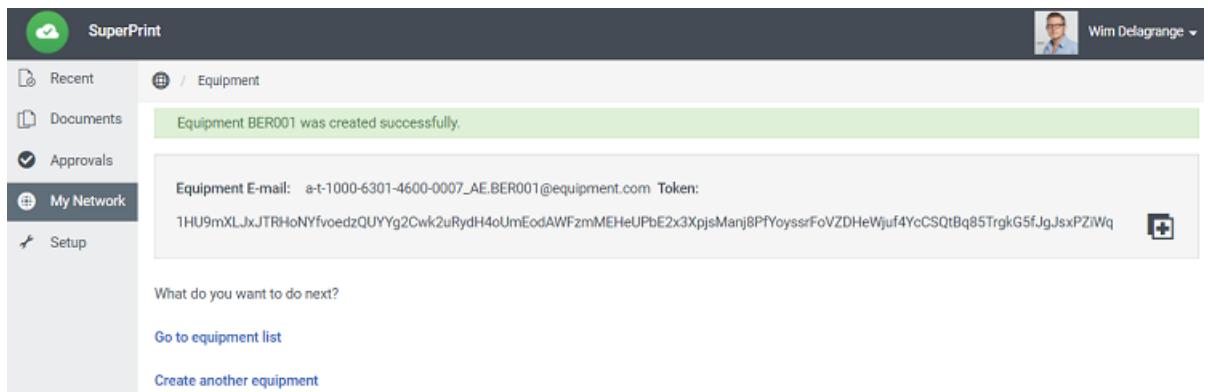 SuperPrint
Wim Delagrange
Recent
Equipment
Documents
Equipment BER001 was created successfully.
Approvals
My Network
Equipment E-mail: a-t-1000-6301-4600-0007_AE.BER001@equipment.com Token:
1HU9mXLJxJTRHoNYfvoedzQUYYg2Cwk2uRydH4oUmEodAWFzmMEHeUPbE2x3XpjsManj8PfYoyssrFoVZDHeWjuf4YcCSQtBq85TrgkG5fJgJsxPZiWq
Setup
What do you want to do next?
Go to equipment list
Create another equipment